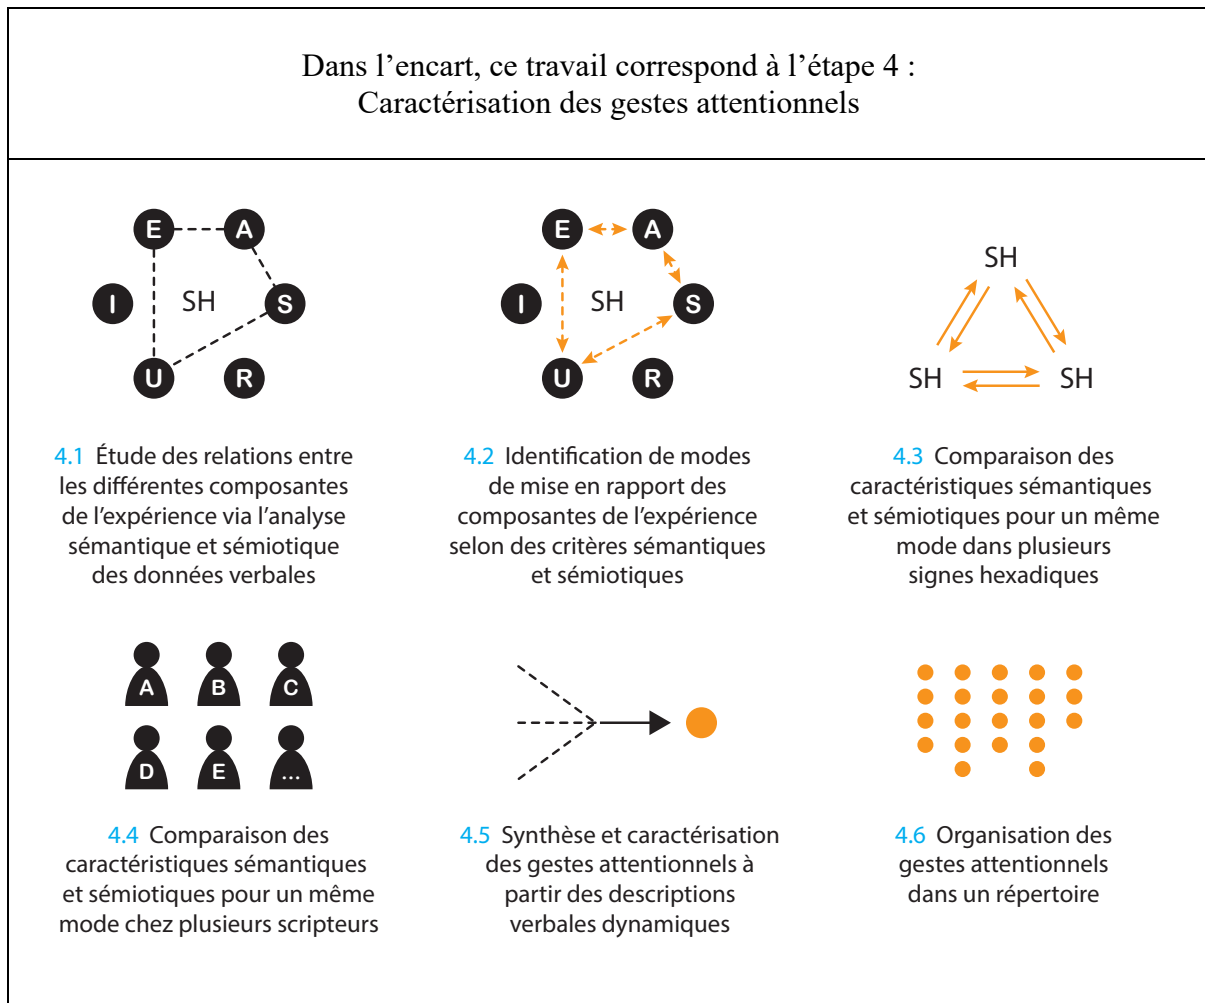 Dans l’encart, ce travail correspond à l’étape 4 :
Caractérisation des gestes attentionnels
E A
I SH S
U R
E A
I SH S
U R
SH
SH SH
4.1 Étude des relations entre
les différentes composantes
de l’expérience via l’analyse
sémantique et sémiotique
des données verbales
4.2 Identification de modes
de mise en rapport des
composantes de l’expérience
selon des critères sémantiques
et sémiotiques
4.3 Comparaison des
caractéristiques sémantiques
et sémiotiques pour un même
mode dans plusieurs
signes hexadiques
A B C
D E ...
4.4 Comparaison des
caractéristiques sémantiques
et sémiotiques pour un même
mode chez plusieurs scripteurs
4.5 Synthèse et caractérisation
des gestes attentionnels à
partir des descriptions
verbales dynamiques
4.6 Organisation des
gestes attentionnels
dans un répertoire